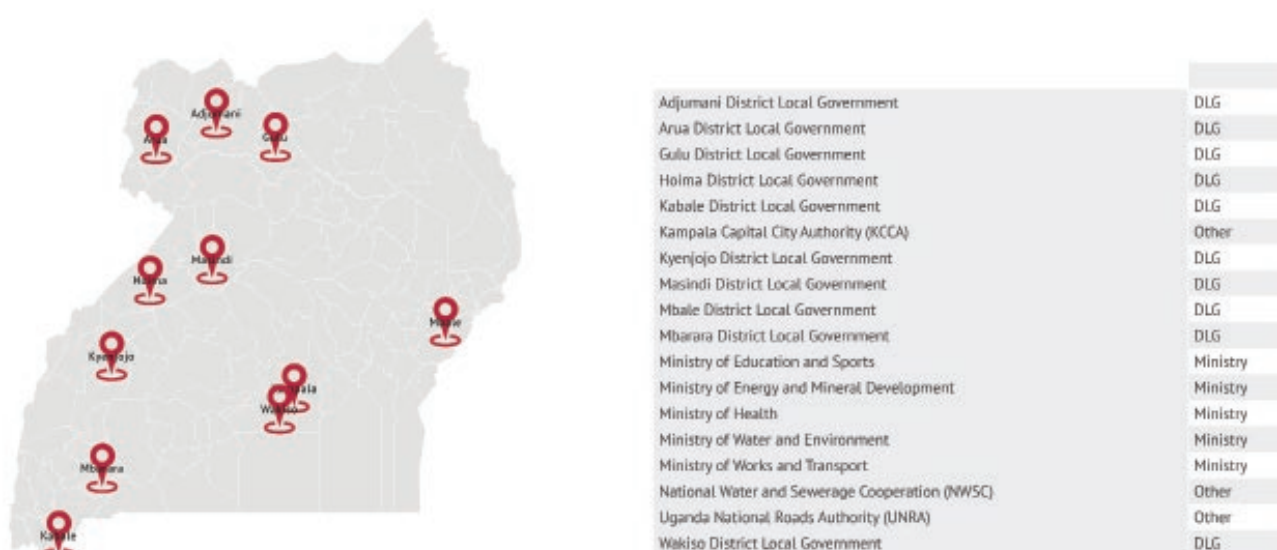 Adjumani
Arua
Gulu
Masindi
Hoima
Mbale
Kyenjojo
Kampala
Wakiso
Mbarara
Kabale
Adjumani District Local Government DLG
Arua District Local Government DLG
Gulu District Local Government DLG
Hoima District Local Government DLG
Kabale District Local Government DLG
Kampala Capital City Authority (KCCA) Other
Kyenjojo District Local Government DLG
Masindi District Local Government DLG
Mbale District Local Government DLG
Mbarara District Local Government DLG
Ministry of Education and Sports Ministry
Ministry of Energy and Mineral Development Ministry
Ministry of Health Ministry
Ministry of Water and Environment Ministry
Ministry of Works and Transport Ministry
National Water and Sewerage Cooperation (NWSC) Other
Uganda National Roads Authority (UNRA) Other
Wakiso District Local Government DLG